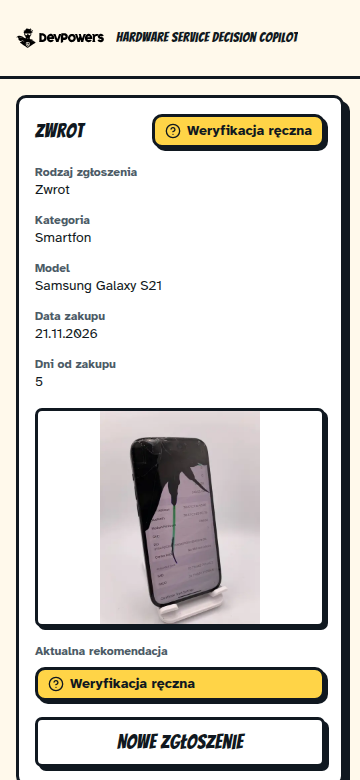 DevPowers
HARDWARE SERVICE DECISION COPILOT
ZWROT
Weryfikacja ręczna
Rodzaj zgłoszenia
Zwrot
Kategoria
Smartfon
Model
Samsung Galaxy S21
Data zakupu
21.11.2026
Dni od zakupu
5
Aktualna rekomendacja
Weryfikacja ręczna
NOWE ZGŁOSZENIE